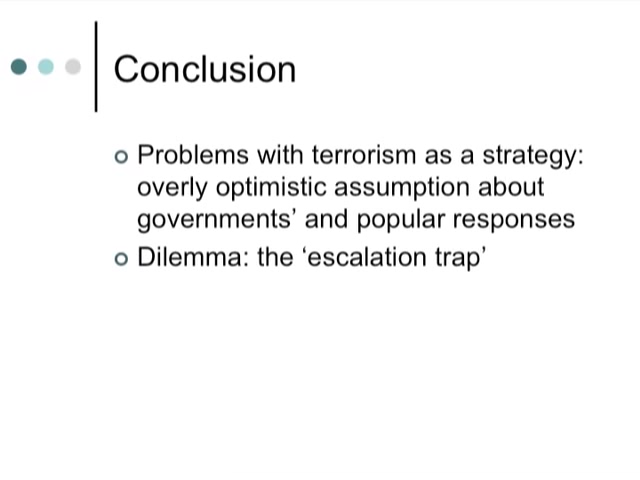 Conclusion
Problems with terrorism as a strategy:
overly optimistic assumption about
governments’ and popular responses
Dilemma: the ‘escalation trap’